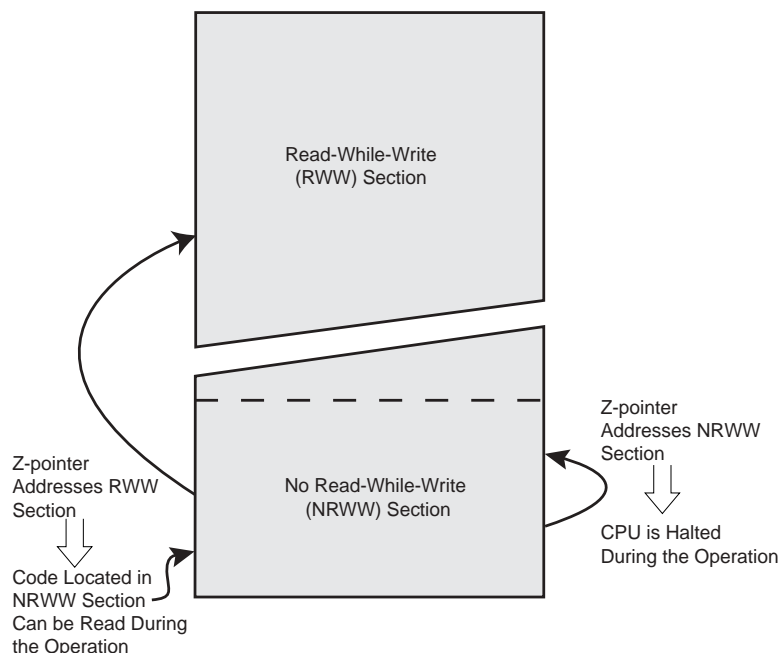 Read-While-Write
(RWW) Section
Z-pointer
Addresses RWW
Section
Code Located in
NRWW Section
Can be Read During
the Operation
No Read-While-Write
(NRWW) Section
Z-pointer
Addresses NRWW
Section
CPU is Halted
During the Operation